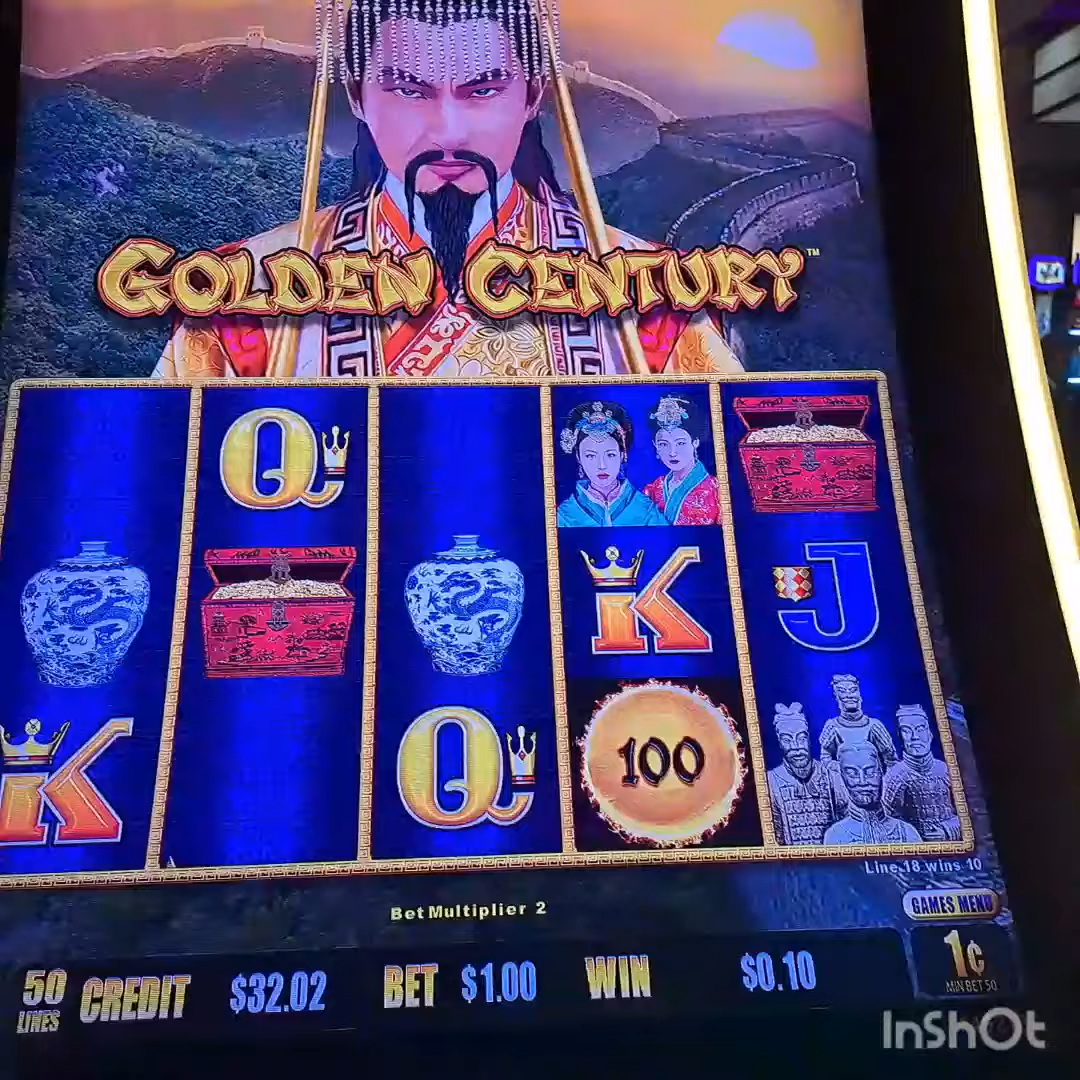 GOLDEN CENTURY™
Q
K
J
K
Q
100
Line 18 wins 10
GAMES MENU
Bet Multiplier 2
50 LINES
CREDIT $32.02
BET $1.00
WIN $0.10
1¢
MIN BET 50
InShOt